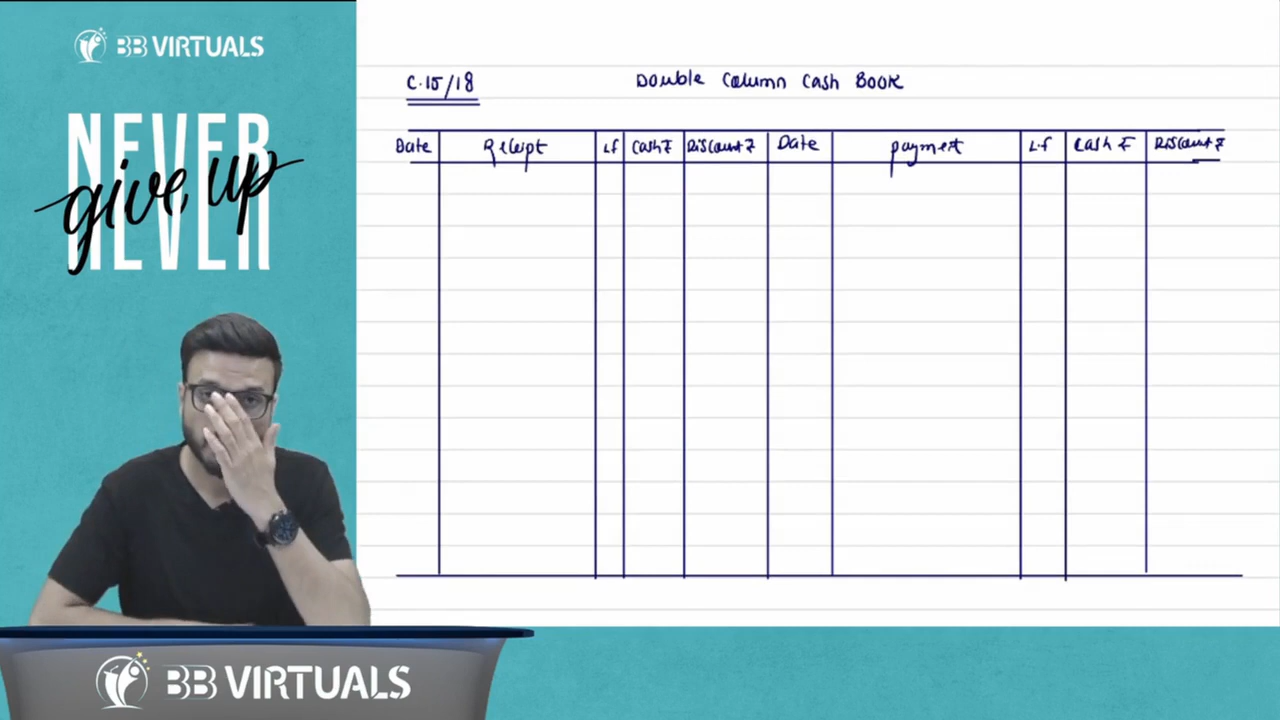 BB VIRTUALS
NEVER
give up
NEVER
C.15/18
Double Column Cash Book
Date Receipt Lf Cash ₹ Discount ₹ Date payment L.f Cash ₹ Discount ₹
BB VIRTUALS